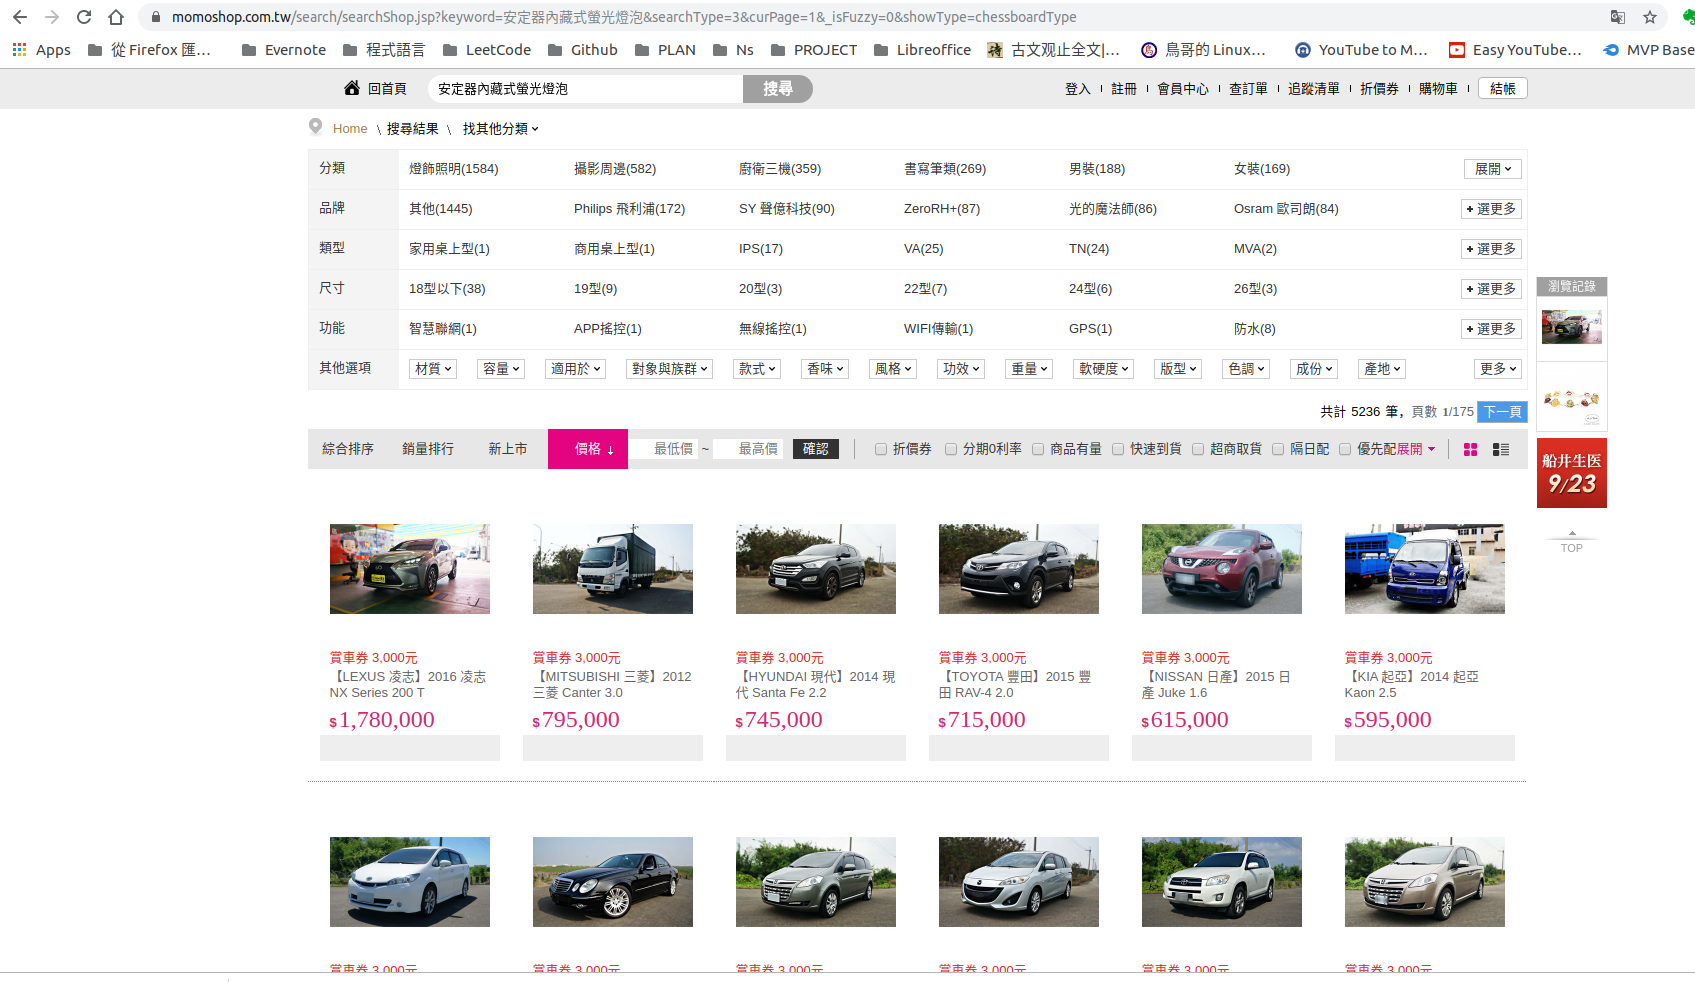 momoshop.com.tw/search/searchShop.jsp?keyword=安定器內藏式螢光燈泡&searchType=3&curPage=1&_isFuzzy=0&showType=chessboardType
Apps 從 Firefox 匯… Evernote 程式語言 LeetCode Github PLAN Ns PROJECT Libreoffice 古文观止全文|… 鳥哥的 Linux… YouTube to M… Easy YouTube… MVP Base
回首頁 安定器內藏式螢光燈泡 搜尋 登入 註冊 會員中心 查訂單 追蹤清單 折價券 購物車 結帳
Home \ 搜尋結果 \ 找其他分類
分類 燈飾照明(1584) 攝影周邊(582) 廚衛三機(359) 書寫筆類(269) 男裝(188) 女裝(169) 展開
品牌 其他(1445) Philips 飛利浦(172) SY 聲億科技(90) ZeroRH+(87) 光的魔法師(86) Osram 歐司朗(84) + 選更多
類型 家用桌上型(1) 商用桌上型(1) IPS(17) VA(25) TN(24) MVA(2) + 選更多
尺寸 18型以下(38) 19型(9) 20型(3) 22型(7) 24型(6) 26型(3) + 選更多
功能 智慧聯網(1) APP搖控(1) 無線搖控(1) WIFI傳輸(1) GPS(1) 防水(8) + 選更多
其他選項 材質 容量 適用於 對象與族群 款式 香味 風格 功效 重量 軟硬度 版型 色調 成份 產地 更多
共計 5236 筆， 頁數 1/175 下一頁
綜合排序 銷量排行 新上市 價格 ↓ 最低價 ~ 最高價 確認 折價券 分期0利率 商品有量 快速到貨 超商取貨 隔日配 優先配 展開
瀏覽記錄
船井生医
9/23
TOP
賞車券 3,000元 賞車券 3,000元 賞車券 3,000元 賞車券 3,000元 賞車券 3,000元 賞車券 3,000元
【LEXUS 凌志】2016 凌志 【MITSUBISHI 三菱】2012 【HYUNDAI 現代】2014 現 【TOYOTA 豐田】2015 豐 【NISSAN 日產】2015 日 【KIA 起亞】2014 起亞
NX Series 200 T 三菱 Canter 3.0 代 Santa Fe 2.2 田 RAV-4 2.0 產 Juke 1.6 Kaon 2.5
$1,780,000 $795,000 $745,000 $715,000 $615,000 $595,000
賞車券 3,000元 賞車券 3,000元 賞車券 3,000元 賞車券 3,000元 賞車券 3,000元 賞車券 3,000元